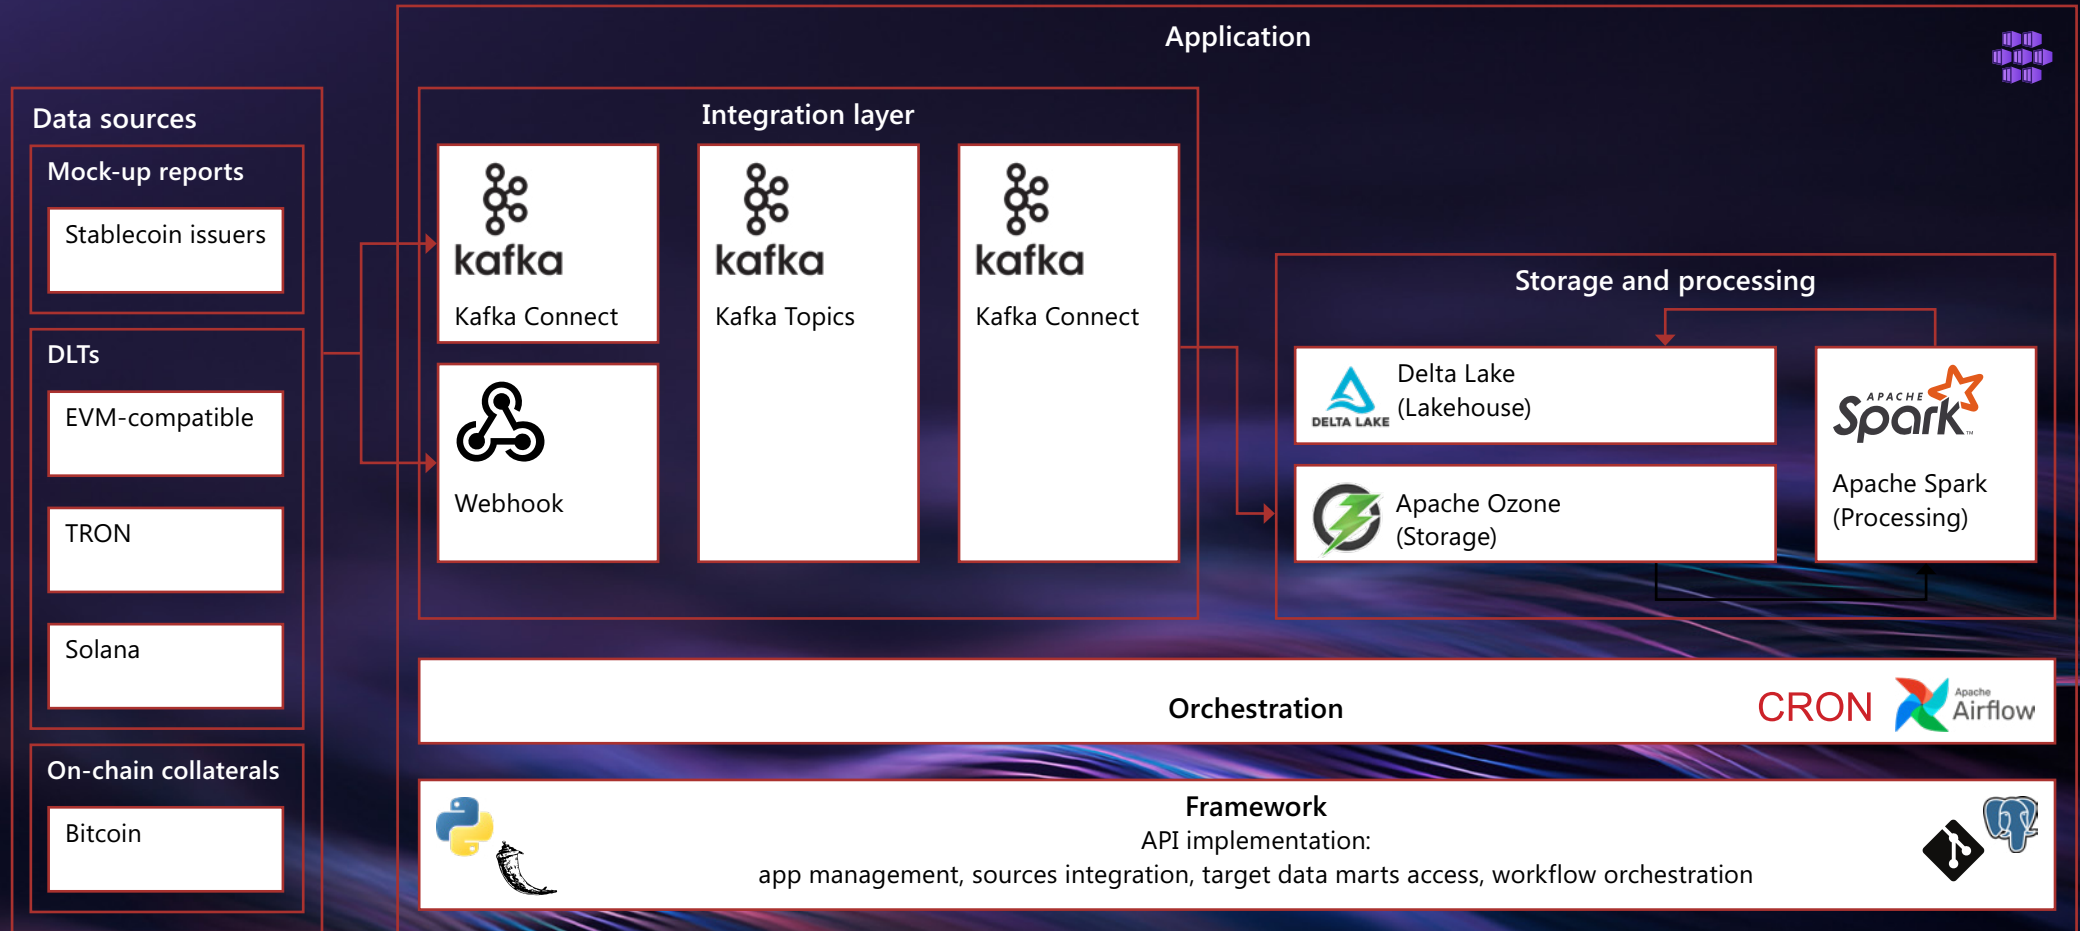 Application
Data sources
Mock-up reports
Stablecoin issuers
DLTs
EVM-compatible
TRON
Solana
On-chain collaterals
Bitcoin
Integration layer
kafka
Kafka Connect
Webhook
kafka
Kafka Topics
kafka
Kafka Connect
Storage and processing
DELTA LAKE
Delta Lake
(Lakehouse)
Apache Ozone
(Storage)
APACHE
Spark
Apache Spark
(Processing)
Orchestration
CRON
Apache
Airflow
Framework
API implementation:
app management, sources integration, target data marts access, workflow orchestration